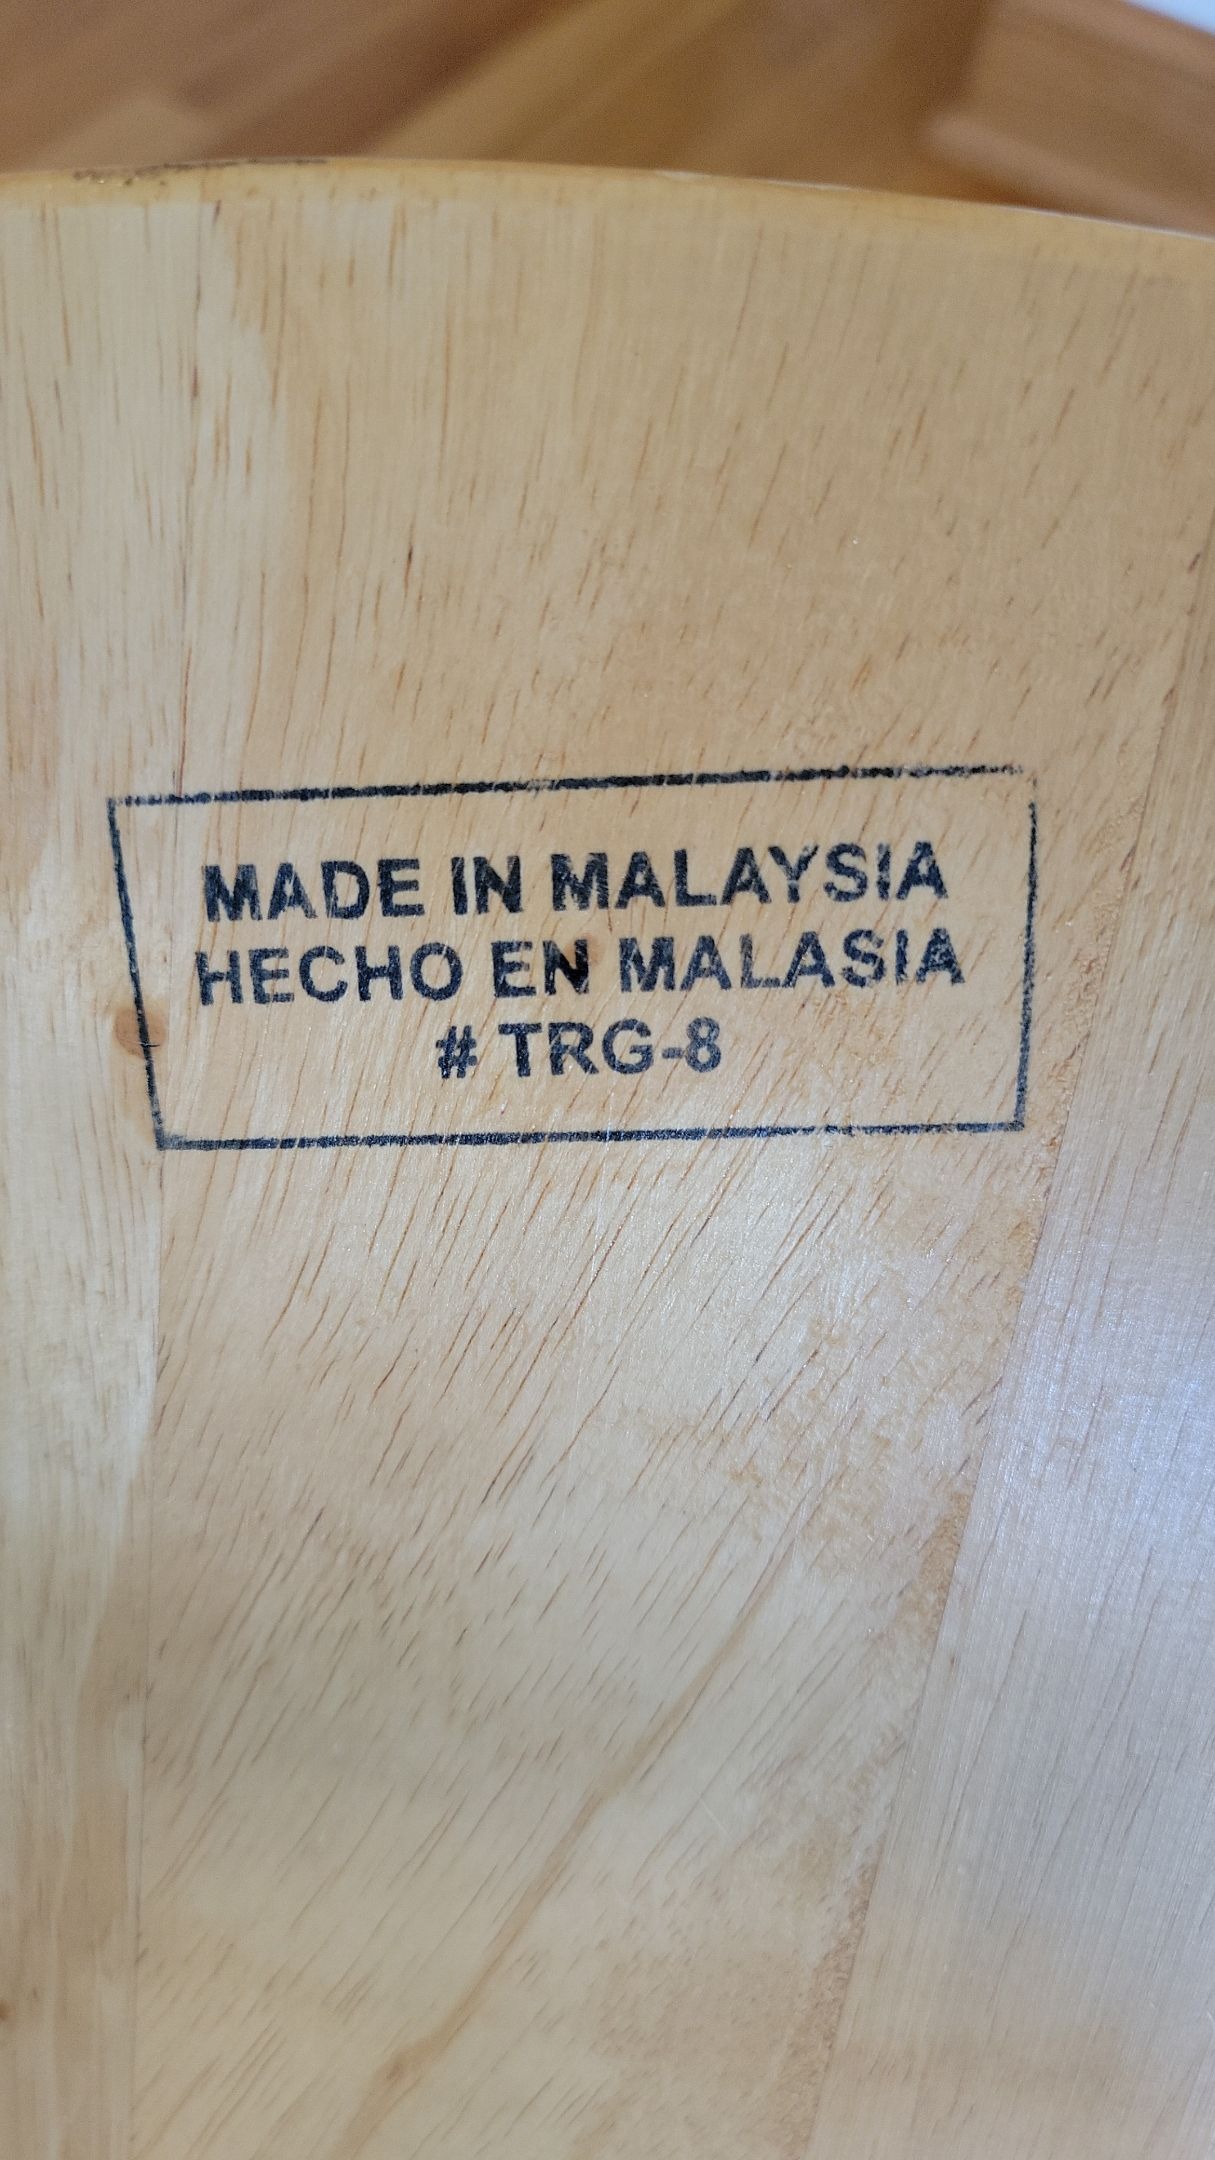 MADE IN MALAYSIA
HECHO EN MALASIA
# TRG-8